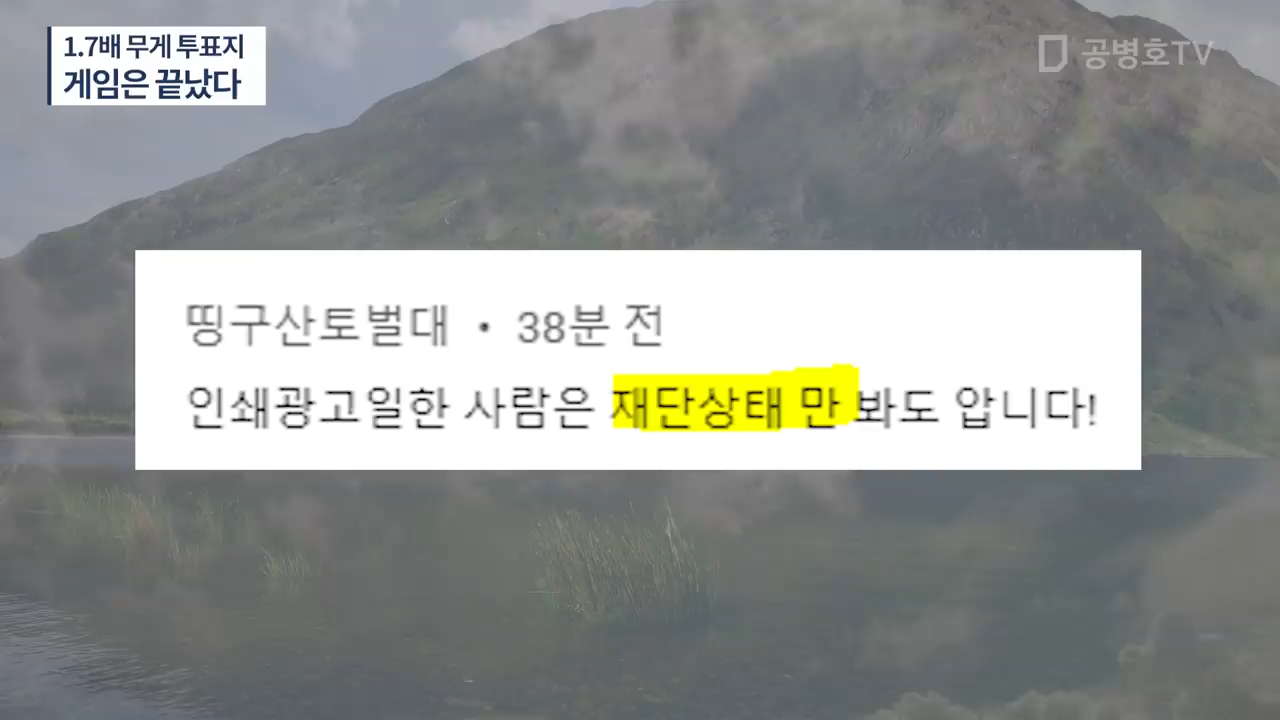 1.7배 무게 투표지
게임은 끝났다
공병호TV
띵구산토벌대 • 38분 전
인쇄광고일한 사람은 재단상태 만 봐도 압니다!